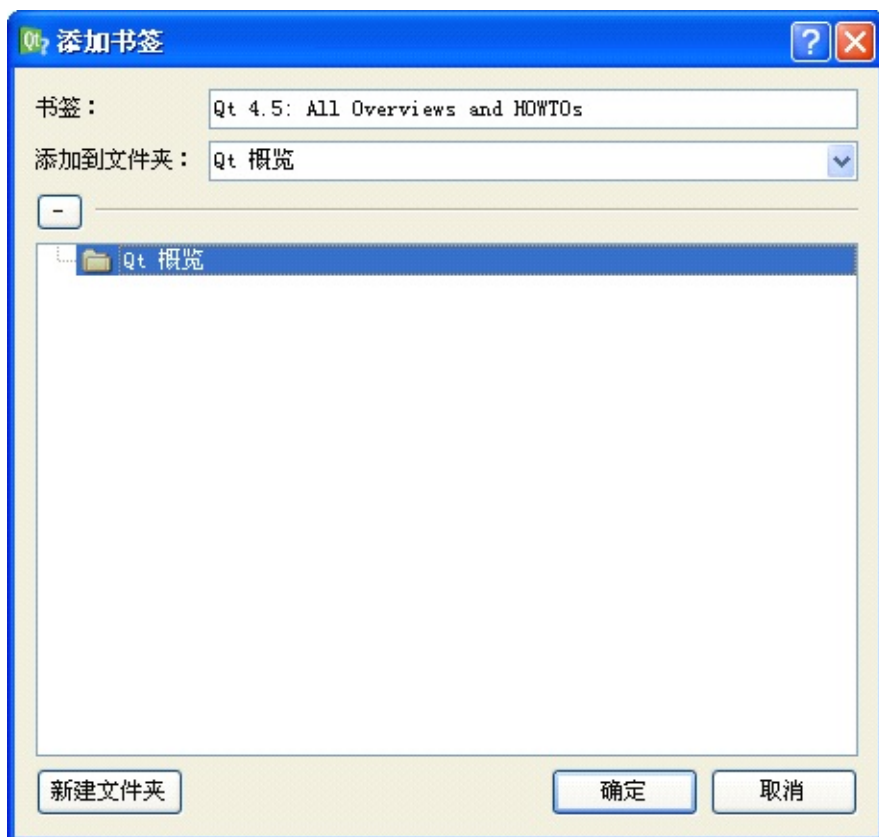 添加书签
书签：
Qt 4.5: All Overviews and HOWTOs
添加到文件夹：
Qt 概览
-
Qt 概览
新建文件夹
确定
取消